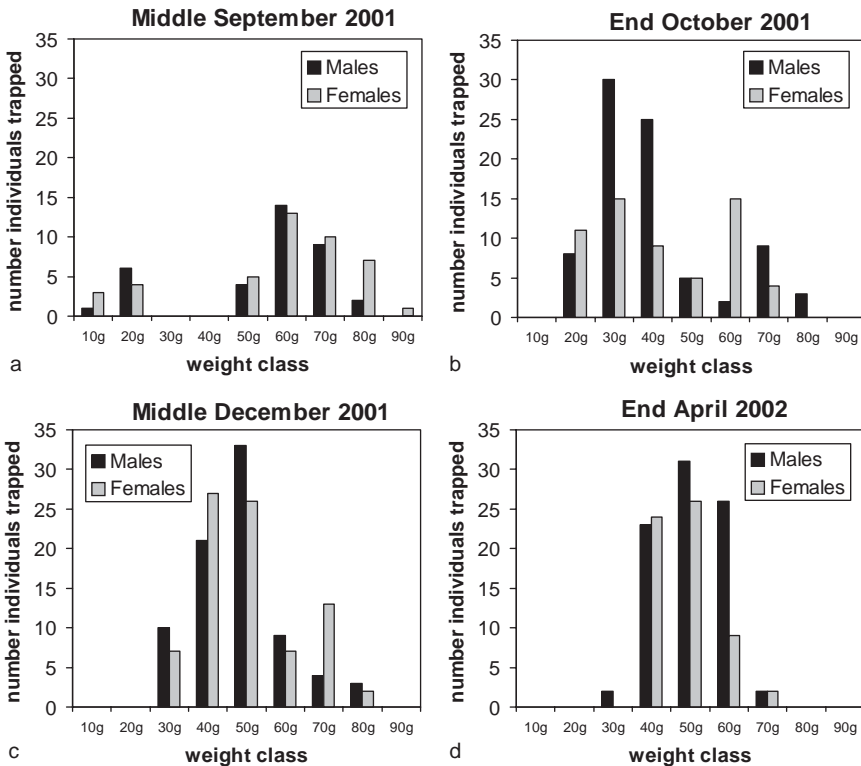 Middle September 2001
35
30
25
20
15
10
5
0
number individuals trapped
Males
Females
10g 20g 30g 40g 50g 60g 70g 80g 90g
weight class
a
End October 2001
35
30
25
20
15
10
5
0
number individuals trapped
Males
Females
10g 20g 30g 40g 50g 60g 70g 80g 90g
weight class
b
Middle December 2001
35
30
25
20
15
10
5
0
number individuals trapped
Males
Females
10g 20g 30g 40g 50g 60g 70g 80g 90g
weight class
c
End April 2002
35
30
25
20
15
10
5
0
number individuals trapped
Males
Females
10g 20g 30g 40g 50g 60g 70g 80g 90g
weight class
d